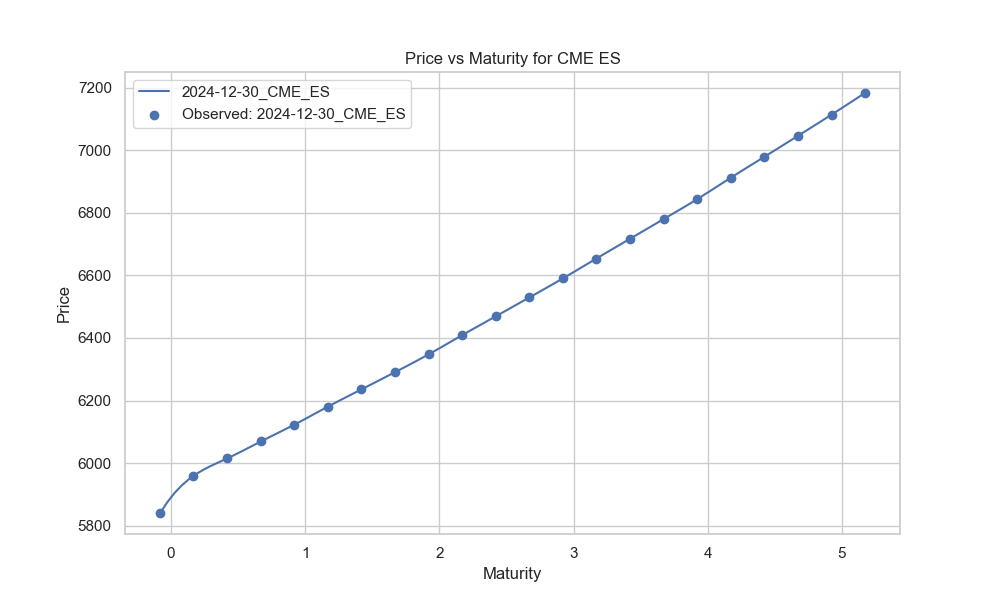 Price vs Maturity for CME ES
2024-12-30_CME_ES
Observed: 2024-12-30_CME_ES
Price
7200
7000
6800
6600
6400
6200
6000
5800
0 1 2 3 4 5
Maturity